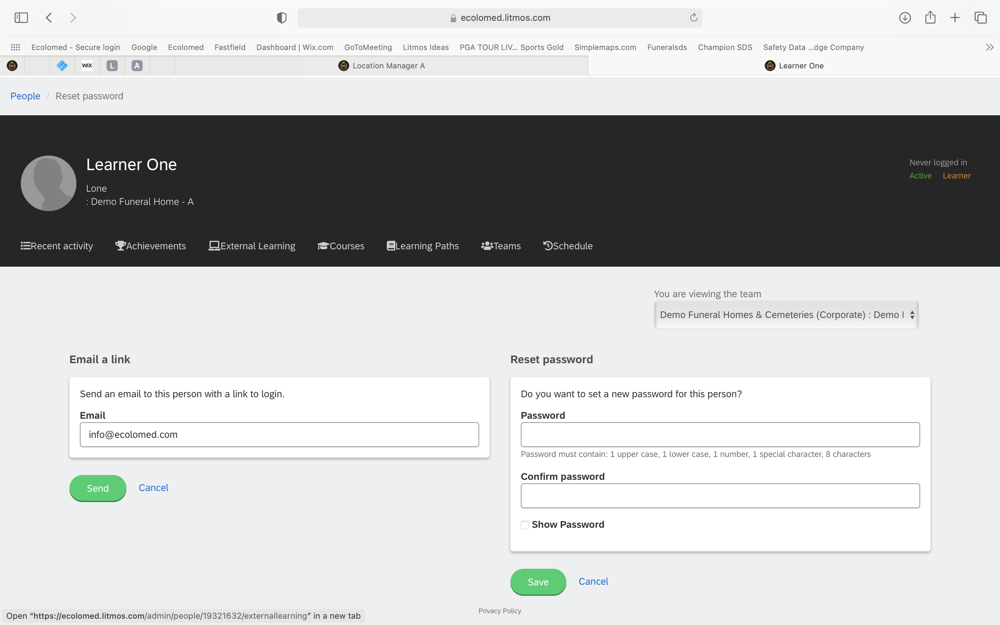 ecolomed.litmos.com
Ecolomed - Secure login Google Ecolomed Fastfield Dashboard | Wix.com GoToMeeting Litmos Ideas PGA TOUR LIV... Sports Gold Simplemaps.com Funeralsds Champion SDS Safety Data ...dge Company
WIX L A Location Manager A Learner One
People / Reset password
Learner One
Lone
: Demo Funeral Home - A
Never logged in
Active Learner
Recent activity Achievements External Learning Courses Learning Paths Teams Schedule
You are viewing the team
Demo Funeral Homes & Cemeteries (Corporate) : Demo
Email a link
Send an email to this person with a link to login.
Email
info@ecolomed.com
Send Cancel
Reset password
Do you want to set a new password for this person?
Password
Password must contain: 1 upper case, 1 lower case, 1 number, 1 special character, 8 characters
Confirm password
Show Password
Save Cancel
Privacy Policy
Open “https://ecolomed.litmos.com/admin/people/19321632/externallearning” in a new tab